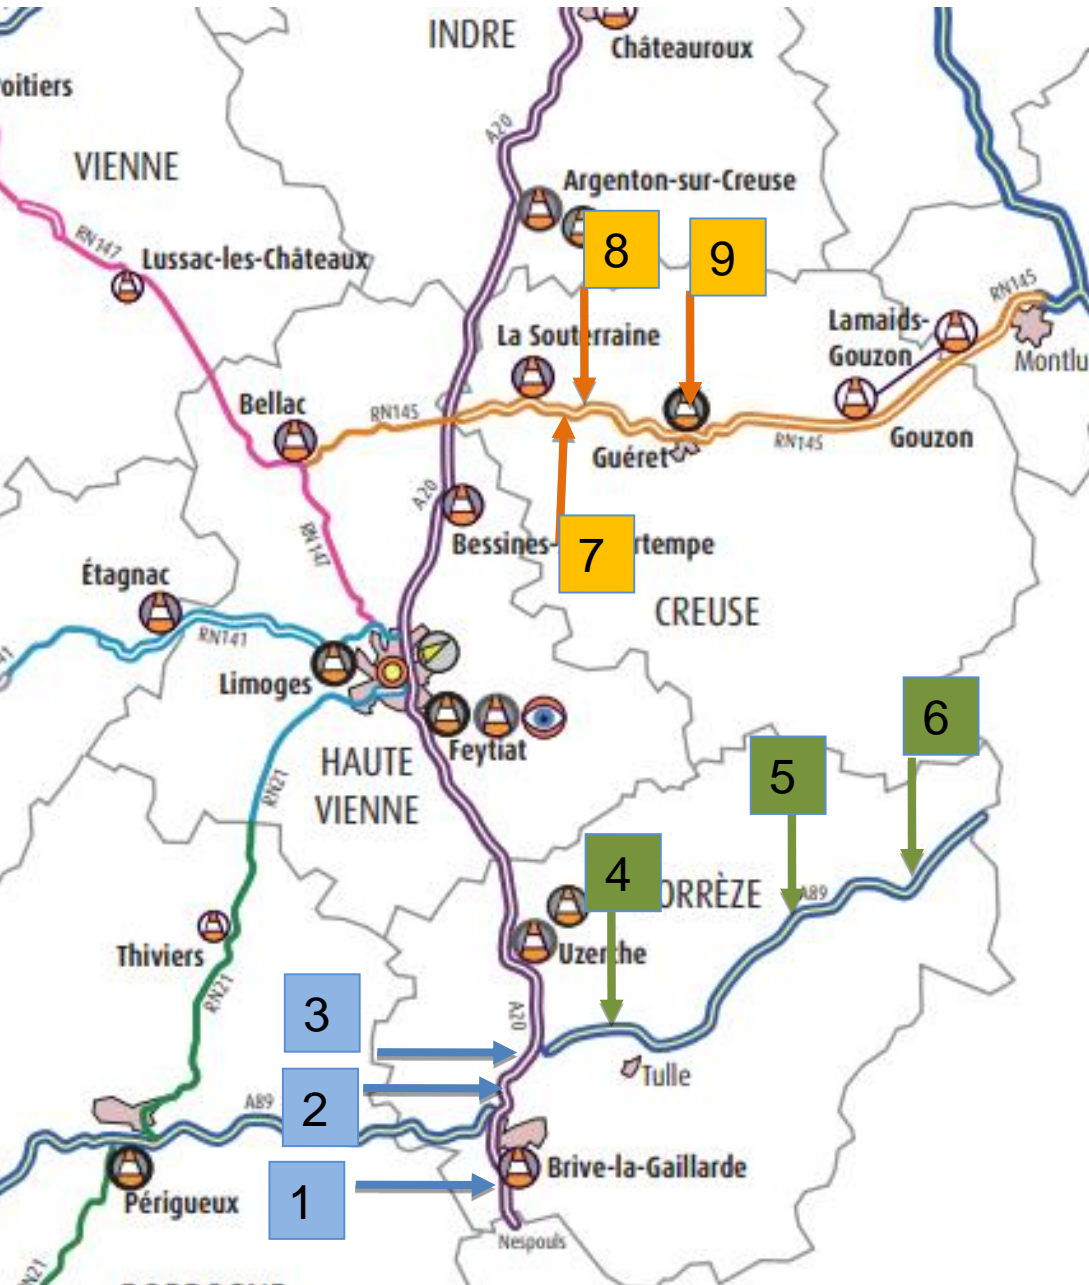 INDRE
Châteauroux
oitiers
A20
VIENNE
Argenton-sur-Creuse
RN147
Lussac-les-Châteaux
8
9
RN145
La Souterraine
Lamaids-
Gouzon
Montlu
Bellac
RN145
Guéret
RN145
Gouzon
A20
RN147
Bessines-
7
rtempe
Étagnac
CREUSE
RN141
41
Limoges
6
Feytiat
HAUTE
VIENNE
5
RN21
4
ORRÈZE
A89
Thiviers
Uzerche
RN21
3
A20
Tulle
2
A89
Brive-la-Gaillarde
1
Périgueux
Nespouls
RN21